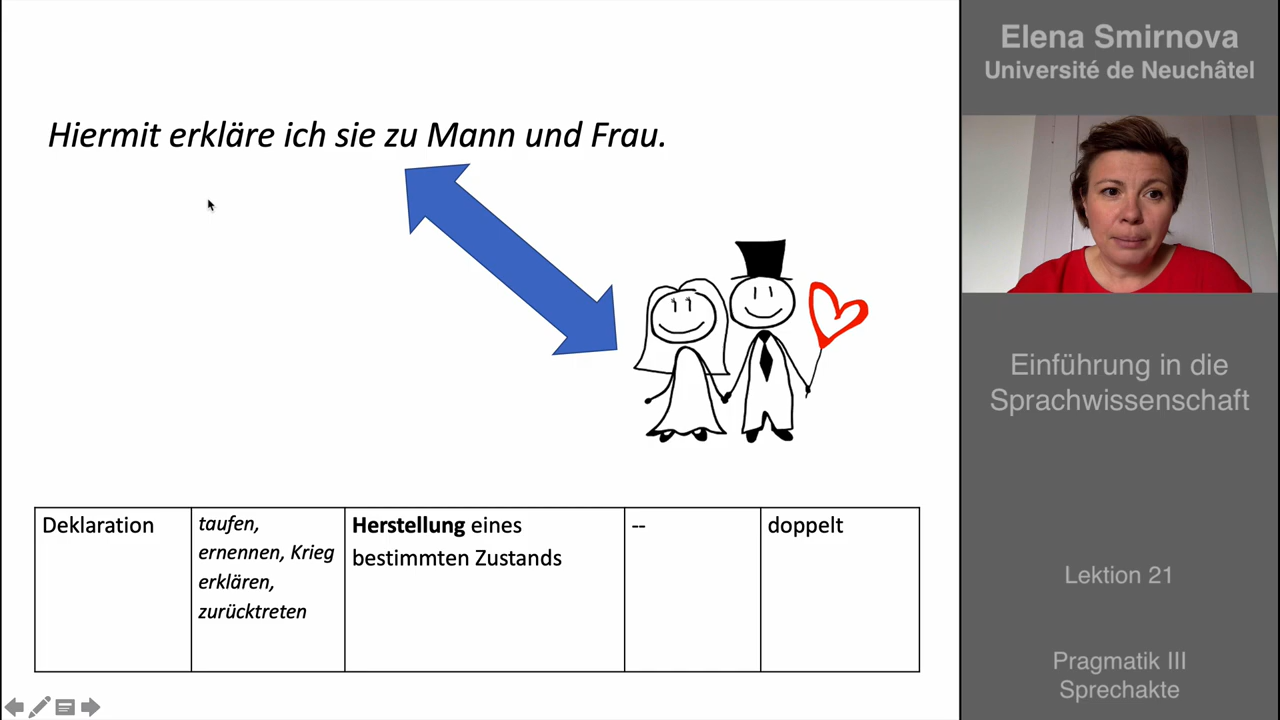 Hiermit erkläre ich sie zu Mann und Frau.
Deklaration
taufen,
ernennen, Krieg
erklären,
zurücktreten
Herstellung eines
bestimmten Zustands
--
doppelt
Elena Smirnova
Université de Neuchâtel
Einführung in die
Sprachwissenschaft
Lektion 21
Pragmatik III
Sprechakte